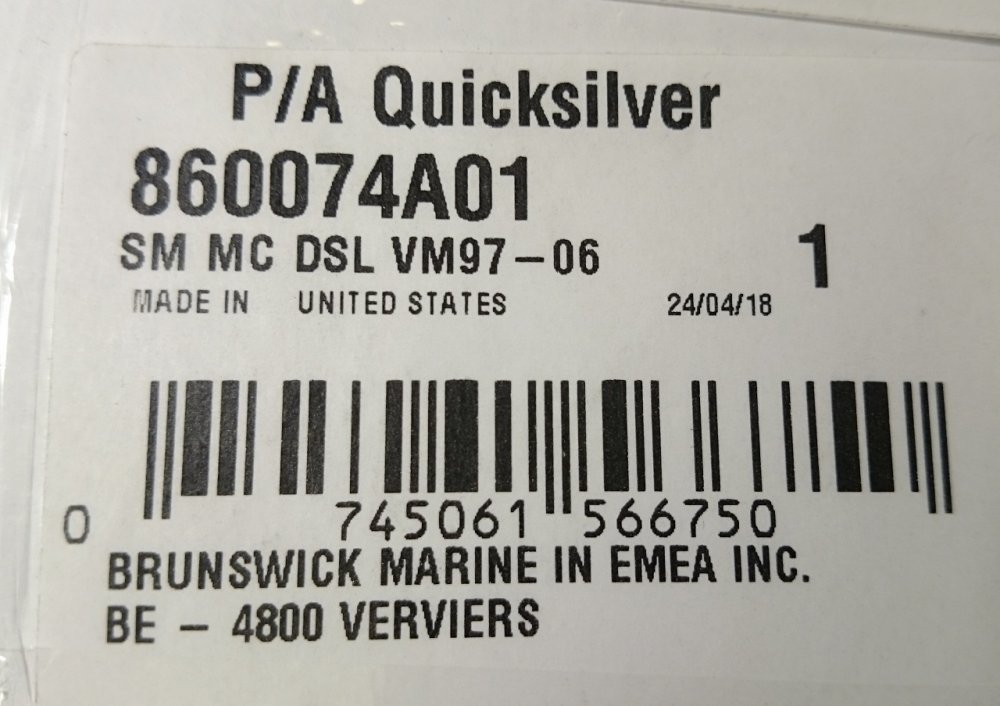 P/A Quicksilver
860074A01
SM MC DSL VM97-06 1
MADE IN UNITED STATES 24/04/18
0 745061 566750
BRUNSWICK MARINE IN EMEA INC.
BE - 4800 VERVIERS